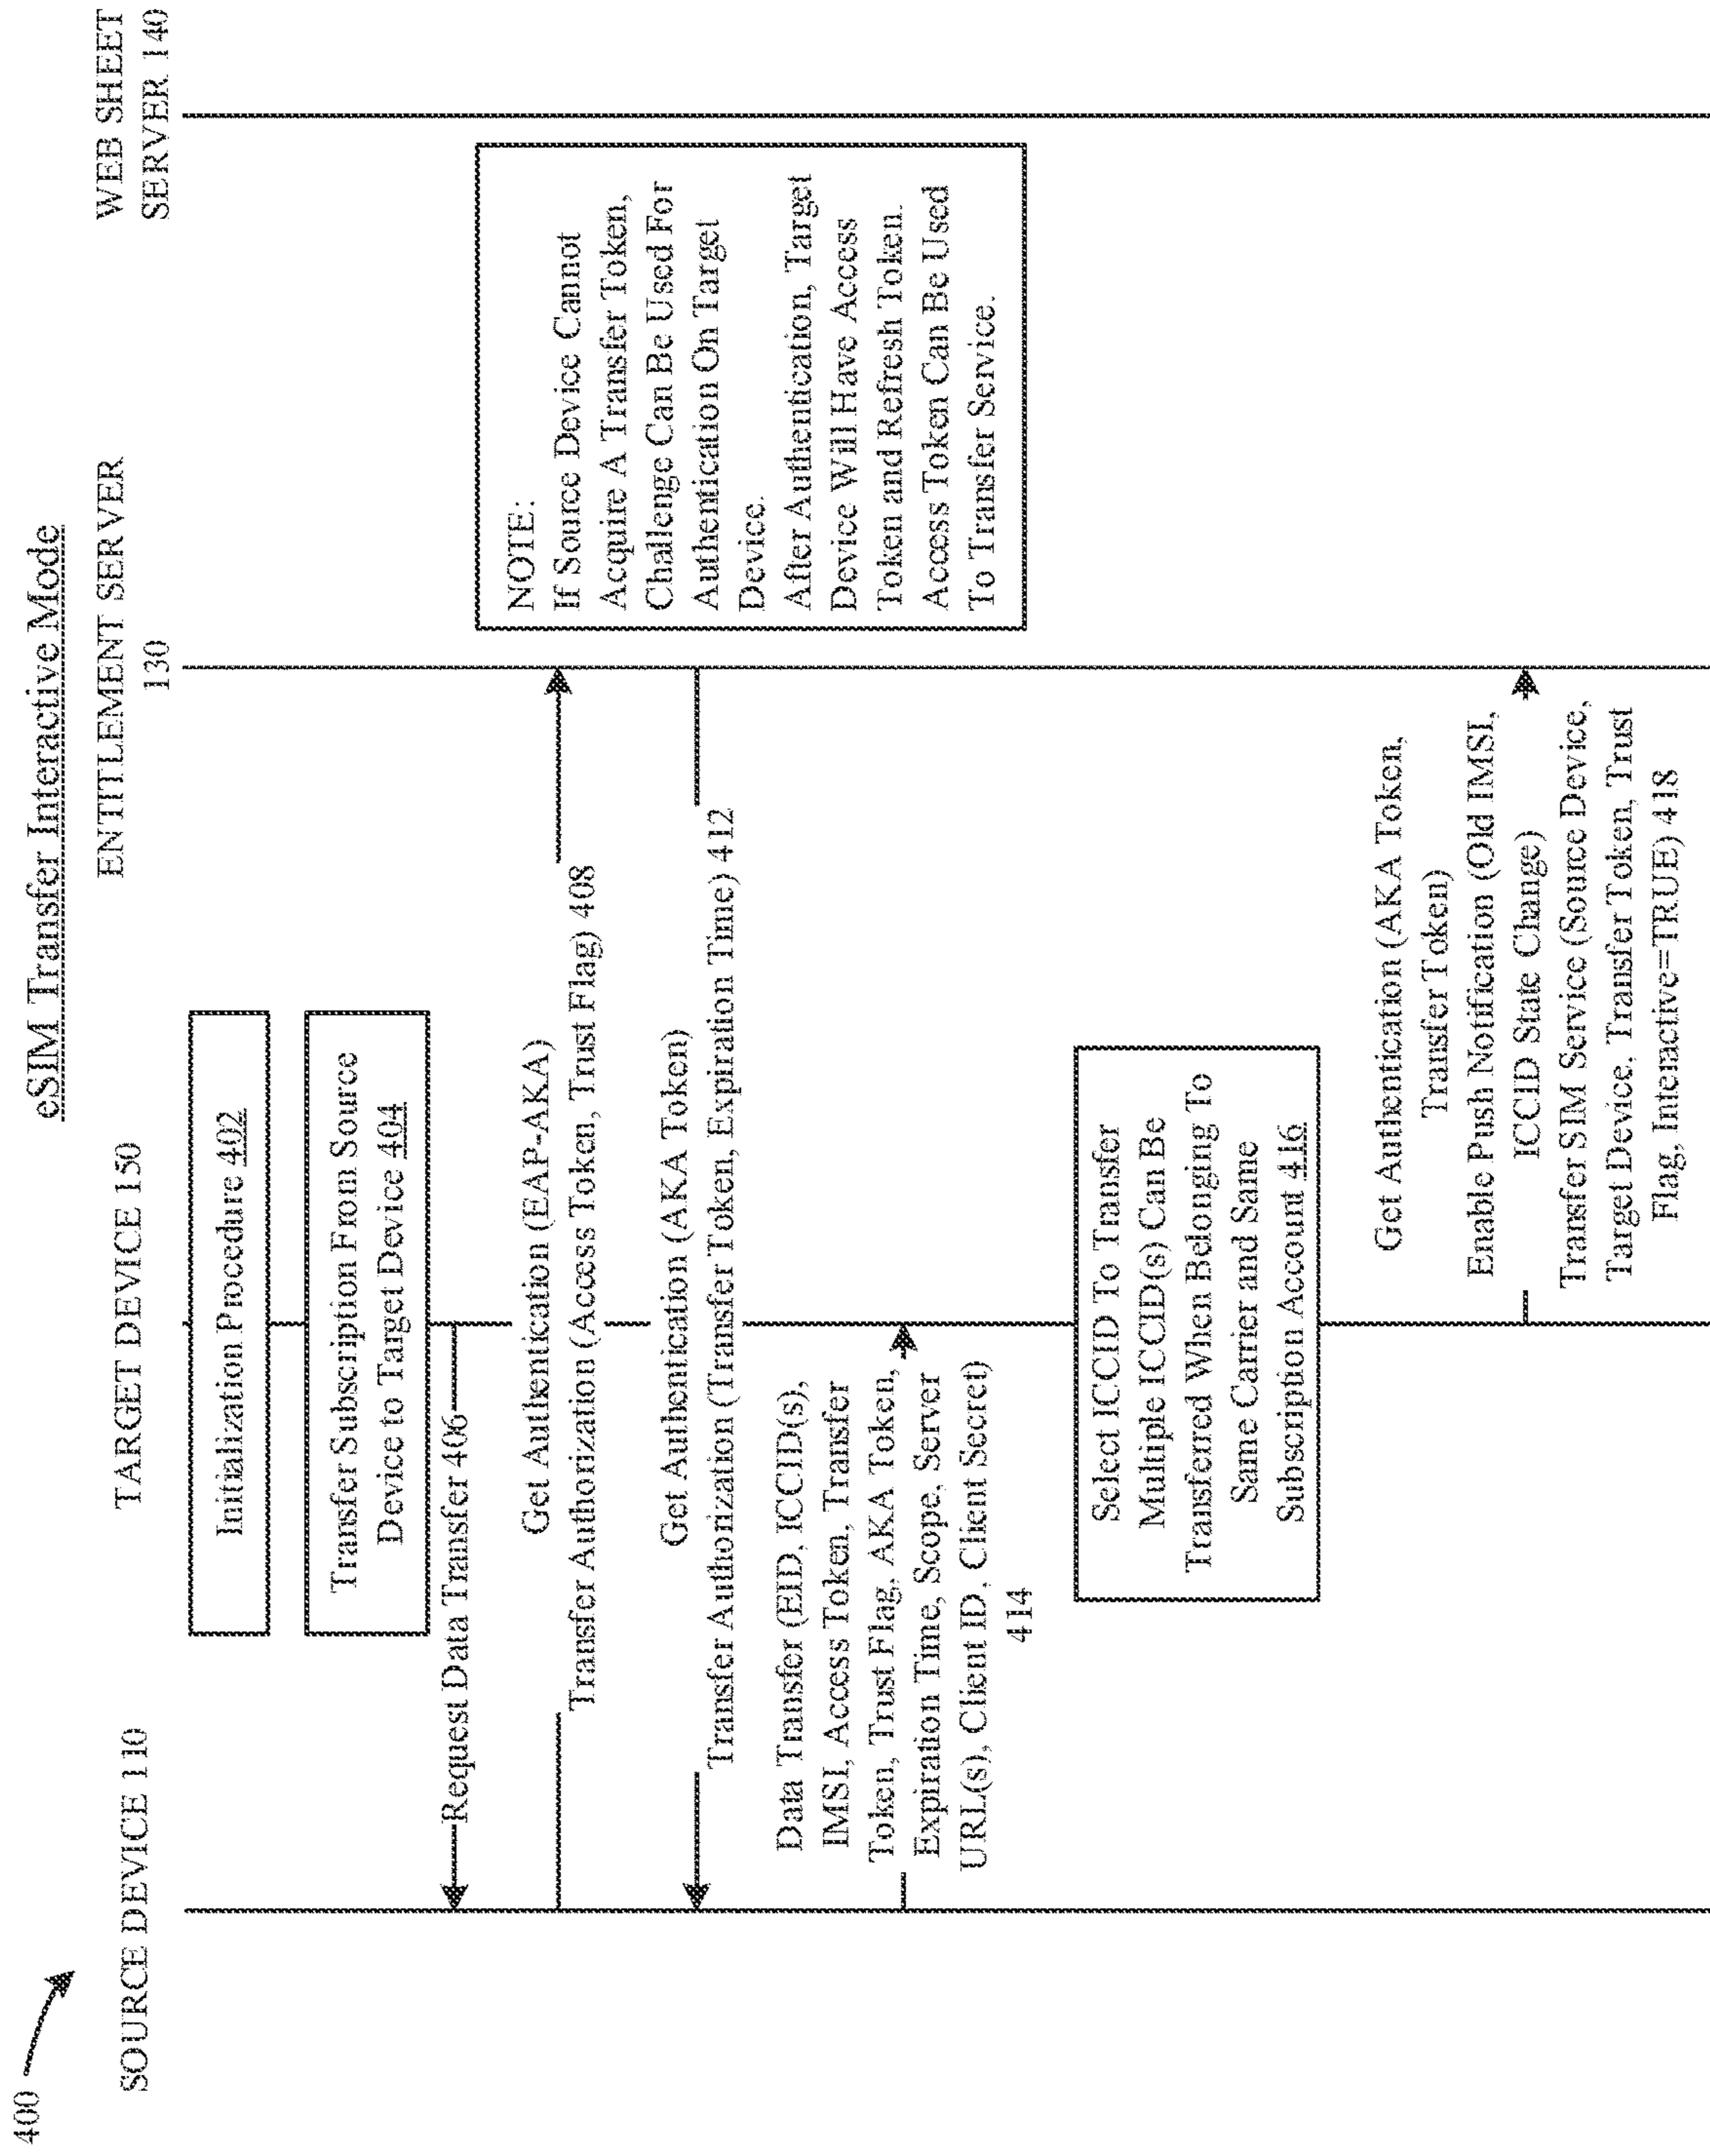 400
eSIM Transfer Interactive Mode
SOURCE DEVICE 110
TARGET DEVICE 150
ENTITLEMENT SERVER
130
WEB SHEET
SERVER 140
Initialization Procedure 402
Transfer Subscription From Source
Device to Target Device 404
Request Data Transfer 406
Get Authentication (EAP-AKA)
Transfer Authorization (Access Token, Trust Flag) 408
Get Authentication (AKA Token)
Transfer Authorization (Transfer Token, Expiration Time) 412
NOTE:
If Source Device Cannot
Acquire A Transfer Token,
Challenge Can Be Used For
Authentication On Target
Device.
After Authentication, Target
Device Will Have Access
Token and Refresh Token.
Access Token Can Be Used
To Transfer Service.
Data Transfer (EID, ICCID(s),
IMSI, Access Token, Transfer
Token, Trust Flag, AKA Token,
Expiration Time, Scope, Server
URL(s), Client ID, Client Secret)
414
Select ICCID To Transfer
Multiple ICCID(s) Can Be
Transferred When Belonging To
Same Carrier and Same
Subscription Account 416
Get Authentication (AKA Token,
Transfer Token)
Enable Push Notification (Old IMSI,
ICCID State Change)
Transfer SIM Service (Source Device,
Target Device, Transfer Token, Trust
Flag, Interactive=TRUE) 418